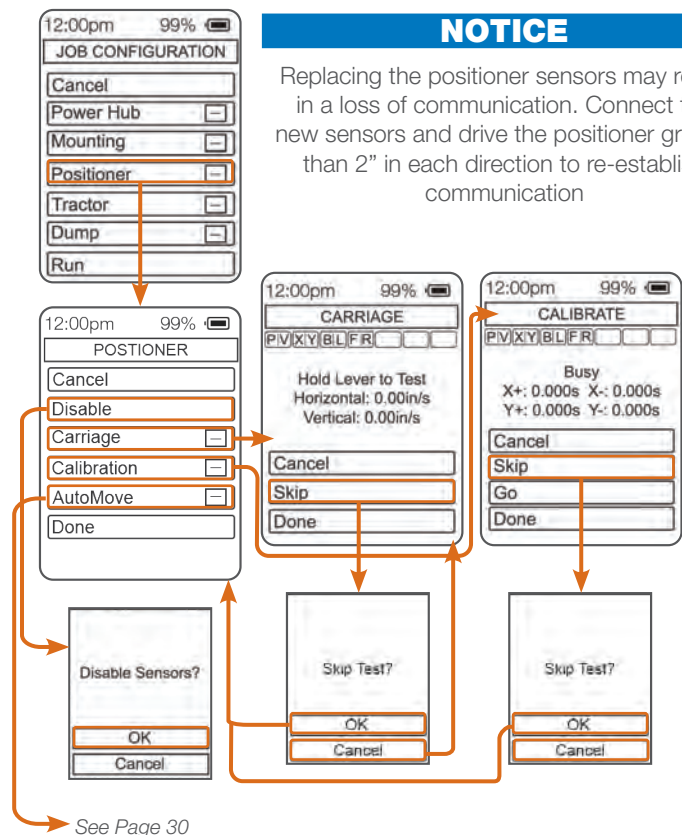 12:00pm 99%
JOB CONFIGURATION
Cancel
Power Hub
Mounting
Positioner
Tractor
Dump
Run
NOTICE
Replacing the positioner sensors may
in a loss of communication. Connect
new sensors and drive the positioner
than 2” in each direction to
communication
12:00pm 99%
POSTIONER
Cancel
Disable
Carriage
Calibration
AutoMove
Done
12:00pm 99%
CARRIAGE
P V X Y B L F R
Hold Lever to Test
Horizontal: 0.00in/s
Vertical: 0.00in/s
Cancel
Skip
Done
12:00pm 99%
CALIBRATE
P V X Y B L F R
Busy
X+: 0.000s X-: 0.000s
Y+: 0.000s Y-: 0.000s
Cancel
Skip
Go
Done
Disable Sensors?
OK
Cancel
Skip Test?
OK
Cancel
Skip Test?
OK
Cancel
See Page 30